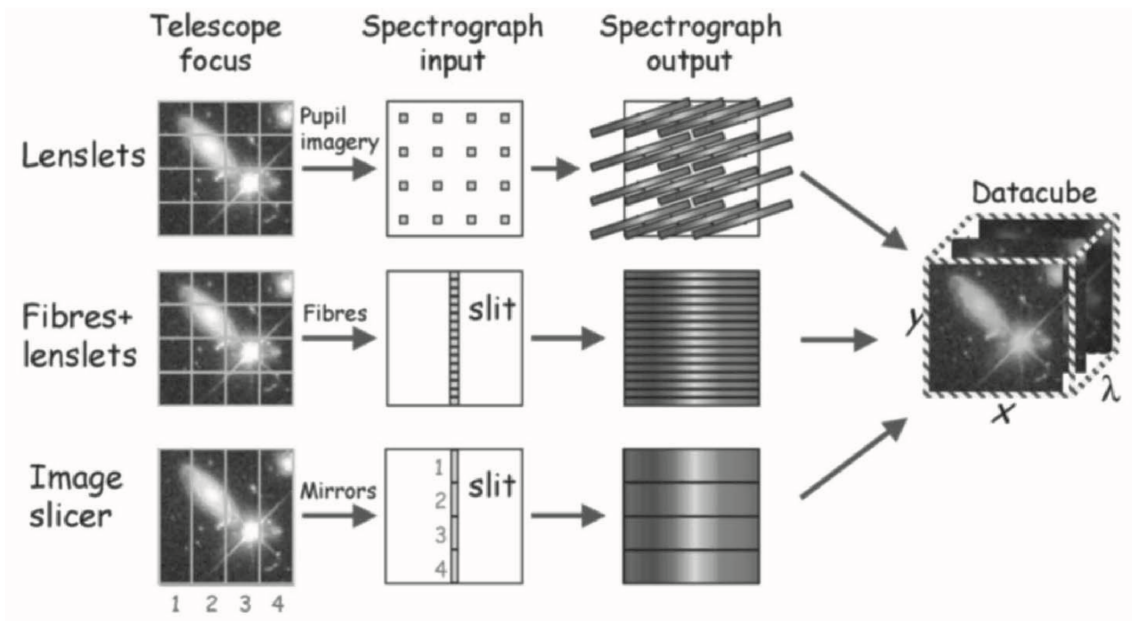 Telescope
focus
Spectrograph
input
Spectrograph
output
Lenslets
Pupil
imagery
Datacube
Fibres+
lenslets
Fibres
slit
y
x
λ
Image
slicer
Mirrors
1
2
3
4
slit
1 2 3 4